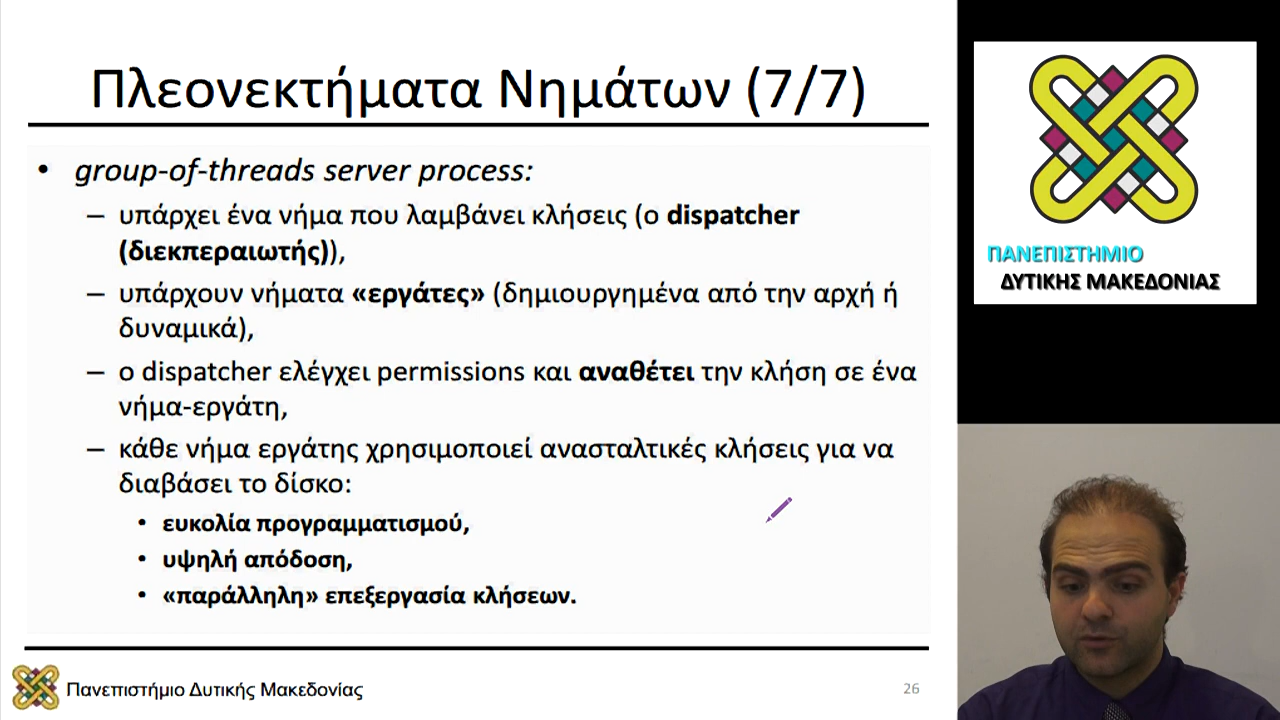 Πλεονεκτήματα Νημάτων (7/7)
• group-of-threads server process:
– υπάρχει ένα νήμα που λαμβάνει κλήσεις (ο dispatcher
(διεκπεραιωτής)),
– υπάρχουν νήματα «εργάτες» (δημιουργημένα από την αρχή ή
δυναμικά),
– ο dispatcher ελέγχει permissions και αναθέτει την κλήση σε ένα
νήμα-εργάτη,
– κάθε νήμα εργάτης χρησιμοποιεί ανασταλτικές κλήσεις για να
διαβάσει το δίσκο:
• ευκολία προγραμματισμού,
• υψηλή απόδοση,
• «παράλληλη» επεξεργασία κλήσεων.
Πανεπιστήμιο Δυτικής Μακεδονίας
26
ΠΑΝΕΠΙΣΤΗΜΙΟ
ΔΥΤΙΚΗΣ ΜΑΚΕΔΟΝΙΑΣ